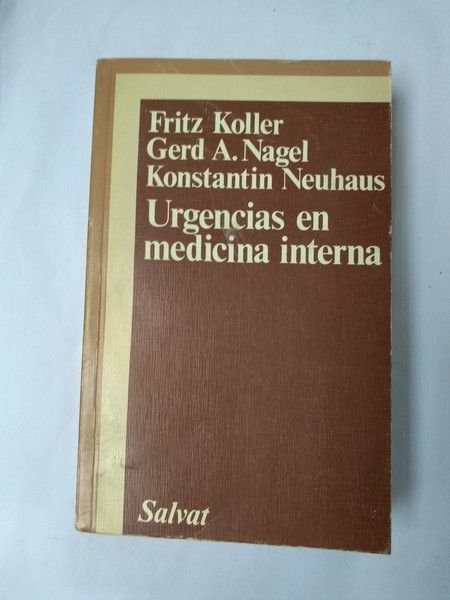 Fritz Koller
Gerd A. Nagel
Konstantin Neuhaus
Urgencias en
medicina interna
Salvat